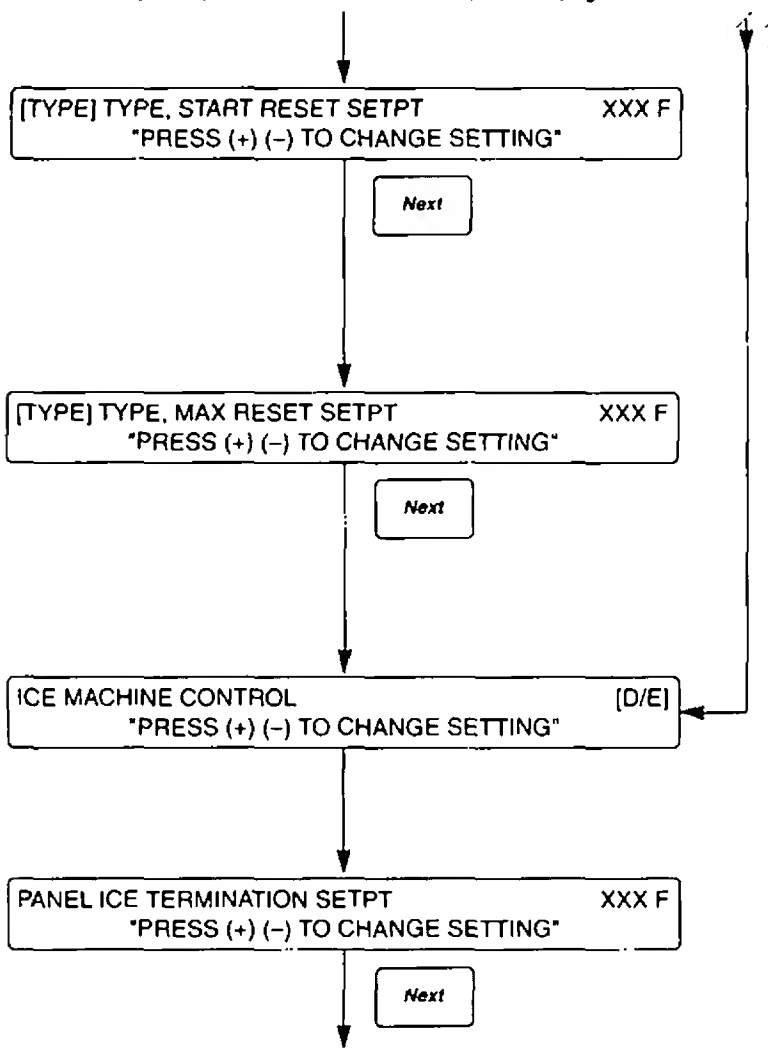 [TYPE] TYPE, START RESET SETPT XXX F
"PRESS (+) (–) TO CHANGE SETTING"
Next
[TYPE] TYPE, MAX RESET SETPT XXX F
"PRESS (+) (–) TO CHANGE SETTING"
Next
ICE MACHINE CONTROL [D/E]
"PRESS (+) (–) TO CHANGE SETTING"
PANEL ICE TERMINATION SETPT XXX F
"PRESS (+) (–) TO CHANGE SETTING"
Next